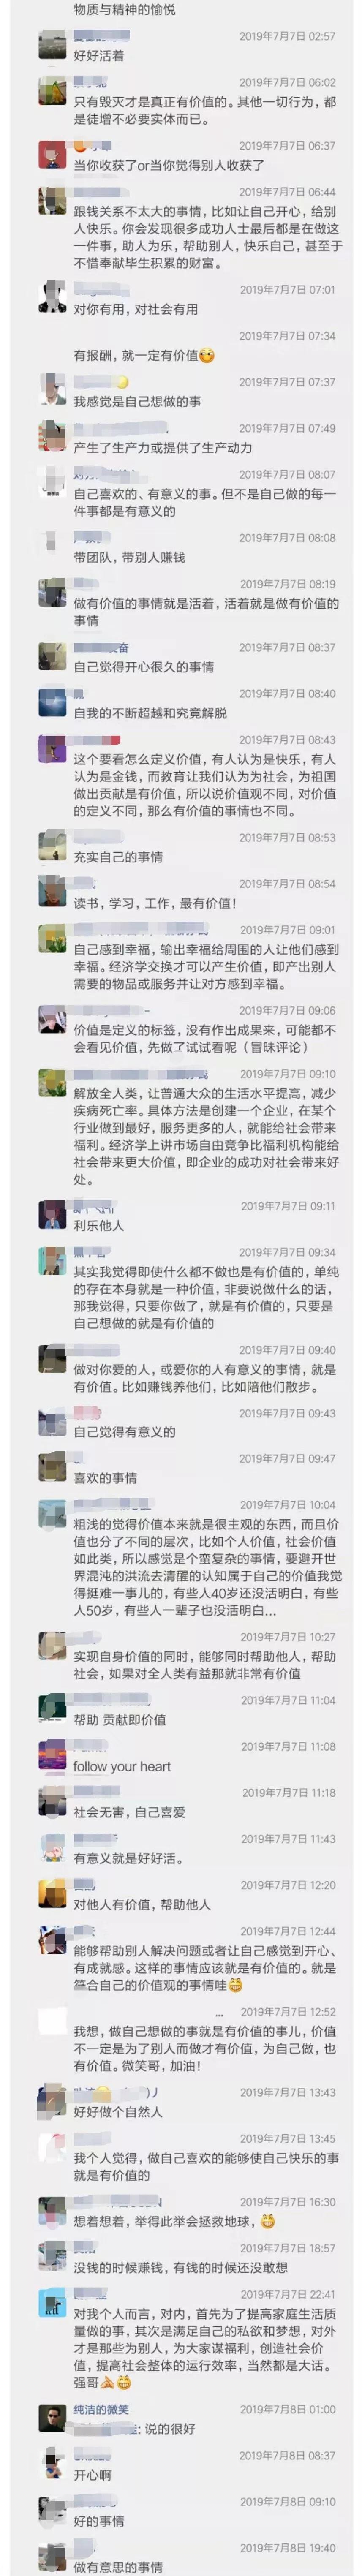 物质与精神的愉悦
2019年7月7日 02:57
好好活着
2019年7月7日 06:02
只有毁灭才是真正有价值的。其他一切行为，都
是徒增不必要实体而已。
2019年7月7日 06:37
当你收获了or当你觉得别人收获了
2019年7月7日 06:44
跟钱关系不太大的事情，比如让自己开心，给别
人快乐。你会发现很多成功人士最后都是在做这
一件事，助人为乐，帮助别人，快乐自己，甚至于
不惜奉献毕生积累的财富。
2019年7月7日 07:01
对你有用，对社会有用
2019年7月7日 07:34
有报酬，就一定有价值
2019年7月7日 07:37
我感觉是自己想做的事
2019年7月7日 07:49
产生了生产力或提供了生产动力
2019年7月7日 08:07
自己喜欢的、有意义的事。但不是自己做的每一
件事都是有意义的
2019年7月7日 08:08
带团队，带别人赚钱
2019年7月7日 08:19
做有价值的事情就是活着，活着就是做有价值的
事情
奋
2019年7月7日 08:37
自己觉得开心很久的事情
2019年7月7日 08:40
自我的不断超越和究竟解脱
2019年7月7日 08:43
这个要看怎么定义价值，有人认为是快乐，有人
认为是金钱，而教育让我们认为为社会，为祖国
做出贡献是有价值，所以说价值观不同，对价值
的定义不同，那么有价值的事情也不同。
2019年7月7日 08:53
充实自己的事情
2019年7月7日 08:54
读书，学习，工作，最有价值！
2019年7月7日 09:01
自己感到幸福，输出幸福给周围的人让他们感到
幸福。经济学交换才可以产生价值，即产出别人
需要的物品或服务并让对方感到幸福。
2019年7月7日 09:06
价值是定义的标签，没有作出成果来，可能都不
会看见价值，先做了试试看呢（冒昧评论）
2019年7月7日 09:10
解放全人类，让普通大众的生活水平提高，减少
疾病死亡率。具体方法是创建一个企业，在某个
行业做到最好，服务更多的人，就能给社会带来
福利。经济学上讲市场自由竞争比福利机构能给
社会带来更大价值，即企业的成功对社会带来好
处。
2019年7月7日 09:11
利乐他人
2019年7月7日 09:34
其实我觉得即使什么都不做也是有价值的，单纯
的存在本身就是一种价值，非要说做什么的话，
那我觉得，只要你做了，就是有价值的，只要是
自己想做的就是有价值的
2019年7月7日 09:40
做对你爱的人，或爱你的人有意义的事情，就是
有价值。比如赚钱养他们，比如陪他们散步。
2019年7月7日 09:43
自己觉得有意义的
2019年7月7日 09:47
喜欢的事情
2019年7月7日 10:04
粗浅的觉得价值本来就是很主观的东西，而且价
值也分了不同的层次，比如个人价值，社会价值
如此类，所以感觉是个蛮复杂的事情，要避开世
界混沌的洪流去清醒的认知属于自己的价值我觉
得挺难一事儿的，有些人40岁还没活明白，有些
人50岁，有些人一辈子也没活明白...
2019年7月7日 10:27
实现自身价值的同时，能够同时帮助他人，帮助
社会，如果对全人类有益那就非常有价值
2019年7月7日 11:04
帮助 贡献即价值
2019年7月7日 11:08
follow your heart
2019年7月7日 11:18
社会无害，自己喜爱
2019年7月7日 11:43
有意义就是好好活。
2019年7月7日 12:20
对他人有价值，帮助他人
2019年7月7日 12:44
能够帮助别人解决问题或者让自己感觉到开心、
有成就感。这样的事情应该就是有价值的。就是
符合自己的价值观的事情哇
... 2019年7月7日 12:52
我想，做自己想做的事就是有价值的事儿，价值
不一定是为了别人而做才有价值，为自己做，也
有价值。微笑哥，加油！
2019年7月7日 13:43
好好做个自然人
2019年7月7日 13:45
我个人觉得，做自己喜欢的能够使自己快乐的事
就是有价值的
2019年7月7日 16:30
想着想着，举得此举会拯救地球，
2019年7月7日 18:57
没钱的时候赚钱，有钱的时候还没敢想
2019年7月7日 22:41
对我个人而言，对内，首先为了提高家庭生活质
量做的事，其次是满足自己的私欲和梦想，对外
才是那些为别人，为大家谋福利，创造社会价
值，提高社会整体的运行效率，当然都是大话。
强哥
纯洁的微笑
2019年7月8日 01:00
: 说的很好
2019年7月8日 08:37
开心啊
2019年7月8日 09:10
好的事情
2019年7月8日 19:40
做有意思的事情